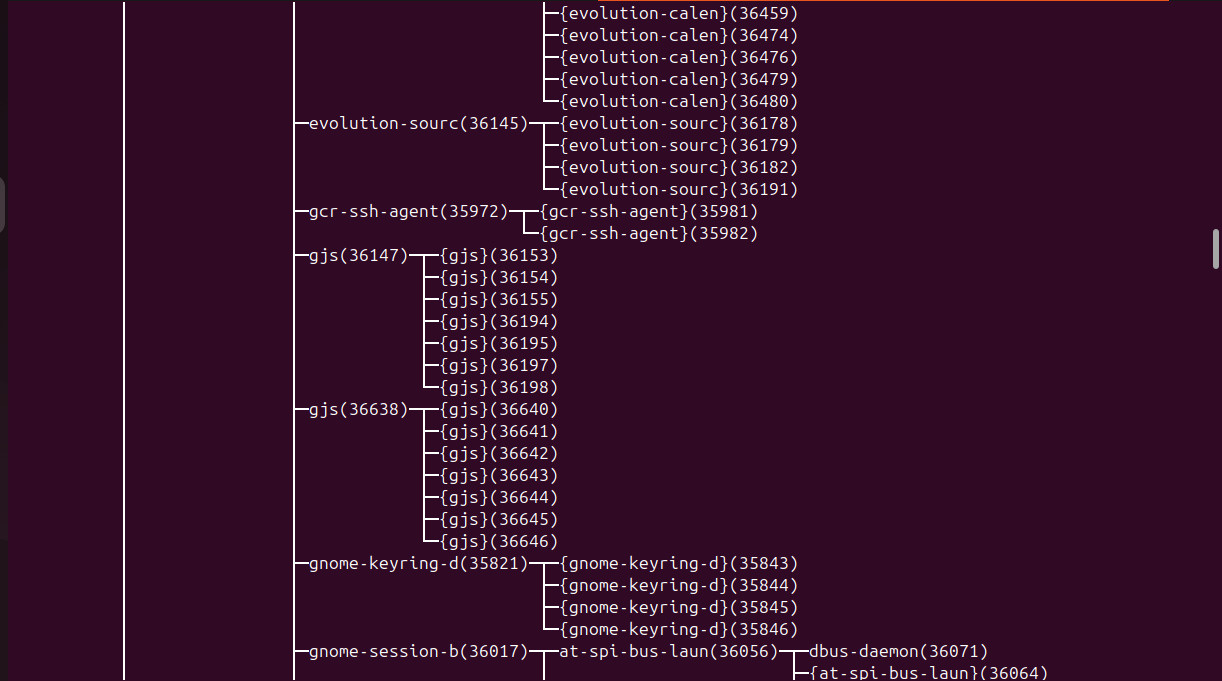 {evolution-calen}(36459)
{evolution-calen}(36474)
{evolution-calen}(36476)
{evolution-calen}(36479)
{evolution-calen}(36480)
evolution-sourc(36145) {evolution-sourc}(36178)
{evolution-sourc}(36179)
{evolution-sourc}(36182)
{evolution-sourc}(36191)
gcr-ssh-agent(35972) {gcr-ssh-agent}(35981)
{gcr-ssh-agent}(35982)
gjs(36147) {gjs}(36153)
{gjs}(36154)
{gjs}(36155)
{gjs}(36194)
{gjs}(36195)
{gjs}(36197)
{gjs}(36198)
gjs(36638) {gjs}(36640)
{gjs}(36641)
{gjs}(36642)
{gjs}(36643)
{gjs}(36644)
{gjs}(36645)
{gjs}(36646)
gnome-keyring-d(35821) {gnome-keyring-d}(35843)
{gnome-keyring-d}(35844)
{gnome-keyring-d}(35845)
{gnome-keyring-d}(35846)
gnome-session-b(36017) at-spi-bus-laun(36056) dbus-daemon(36071)
{at-spi-bus-laun}(36064)